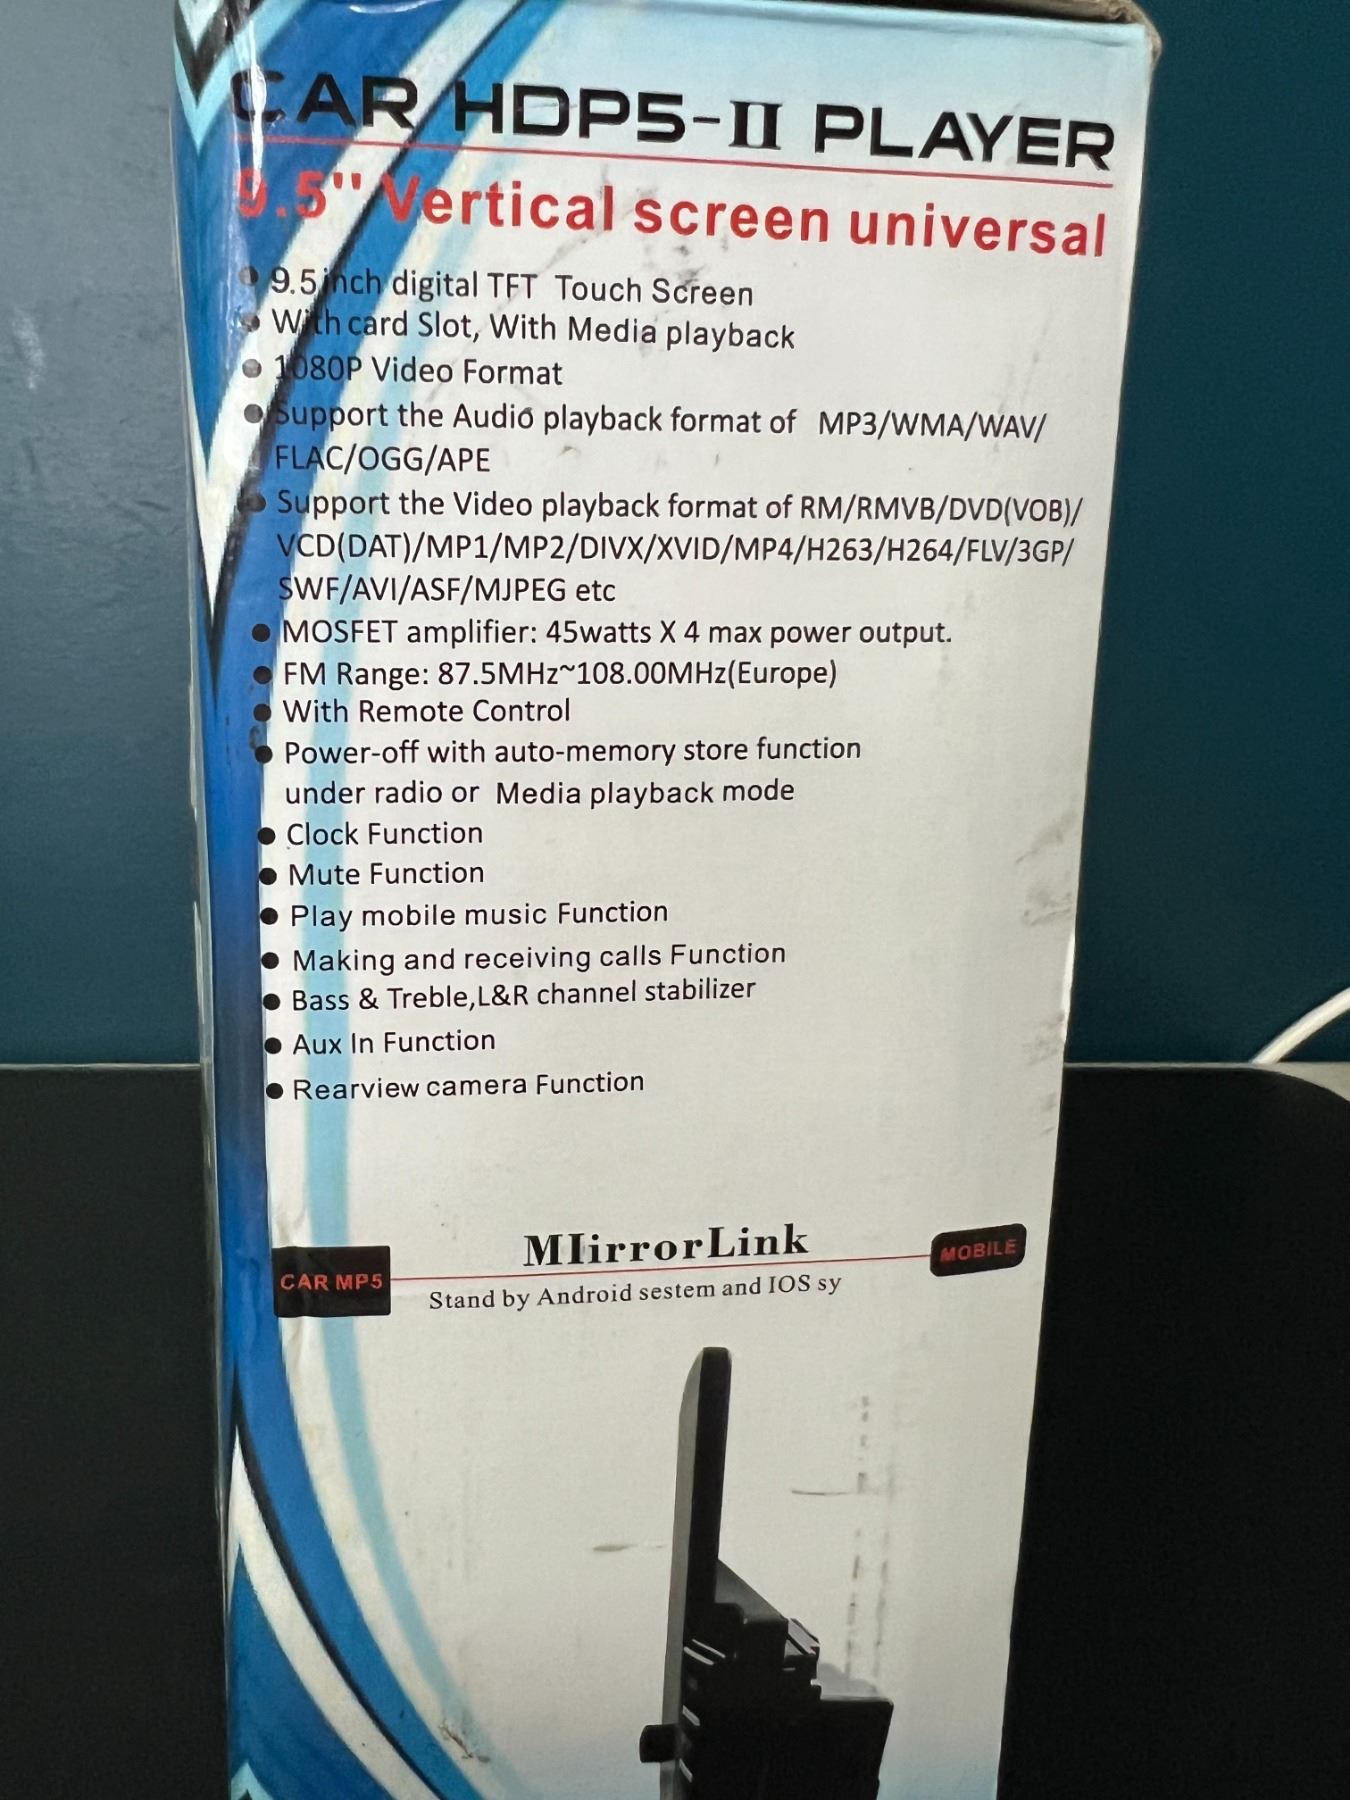 CAR HDP5-II PLAYER
9.5" Vertical screen universal
● 9.5 inch digital TFT Touch Screen
● With card Slot, With Media playback
● 1080P Video Format
● Support the Audio playback format of MP3/WMA/WAV/
FLAC/OGG/APE
● Support the Video playback format of RM/RMVB/DVD(VOB)/
VCD(DAT)/MP1/MP2/DIVX/XVID/MP4/H263/H264/FLV/3GP/
SWF/AVI/ASF/MJPEG etc
● MOSFET amplifier: 45watts X 4 max power output.
● FM Range: 87.5MHz~108.00MHz(Europe)
● With Remote Control
● Power-off with auto-memory store function
under radio or Media playback mode
● Clock Function
● Mute Function
● Play mobile music Function
● Making and receiving calls Function
● Bass & Treble,L&R channel stabilizer
● Aux In Function
● Rearview camera Function
MIirrorLink
CAR MP5
MOBILE
Stand by Android sestem and IOS sy